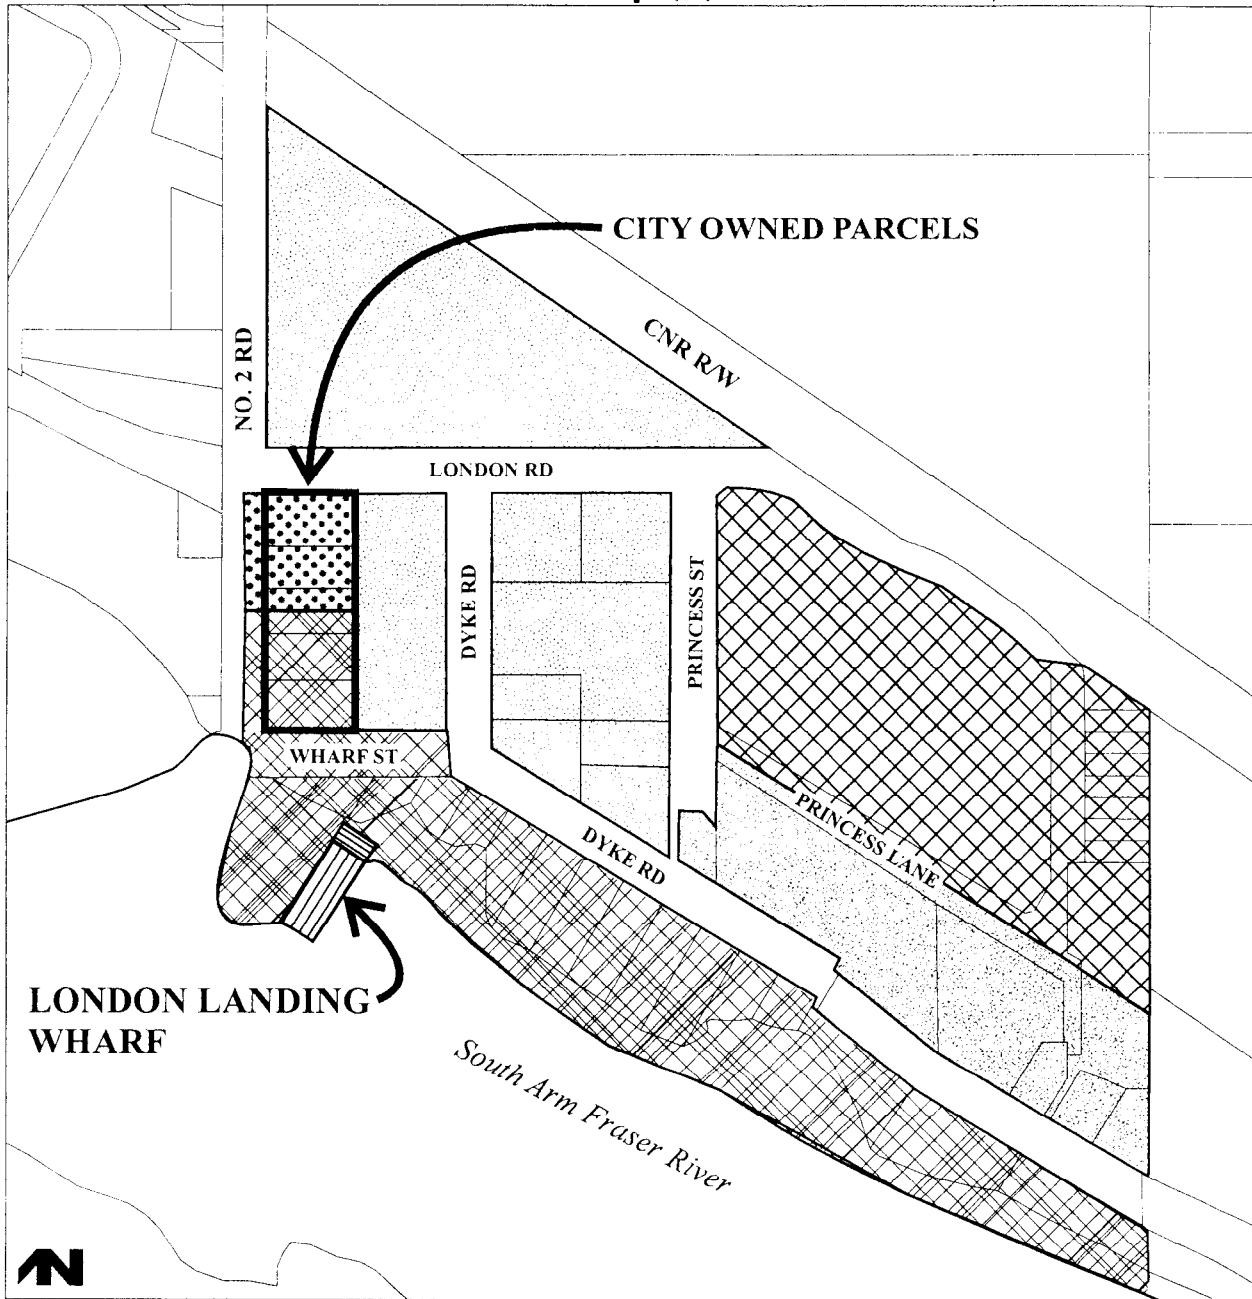 CITY OWNED PARCELS
CNR R/W
NO. 2 RD
LONDON RD
DYKE RD
PRINCESS ST
WHARF ST
PRINCESS LANE
DYKE RD
LONDON LANDING
WHARF
South Arm Fraser River
N